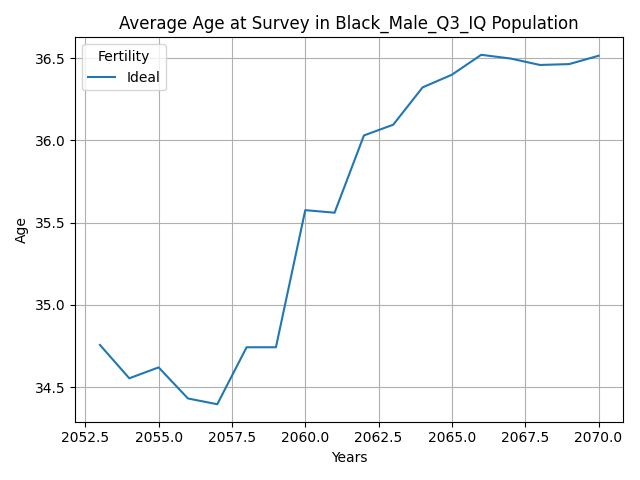 Average Age at Survey in Black_Male_Q3_IQ Population
Fertility
Ideal
36.5
36.0
35.5
35.0
34.5
Age
2052.5 2055.0 2057.5 2060.0 2062.5 2065.0 2067.5 2070.0
Years